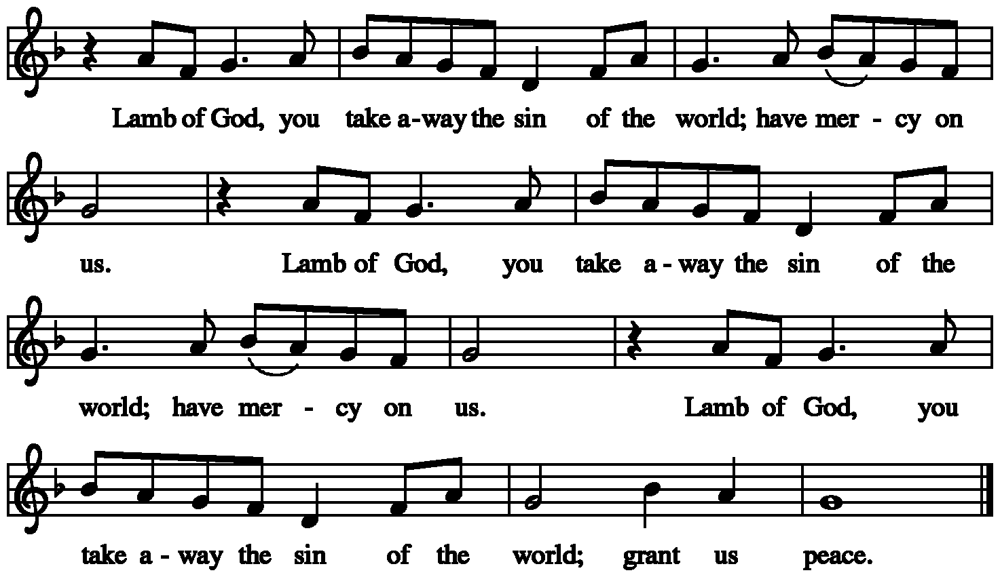 Lamb of God, you take a-way the sin of the world; have mer - cy on
us. Lamb of God, you take a - way the sin of the
world; have mer - cy on us. Lamb of God, you
take a - way the sin of the world; grant us peace.